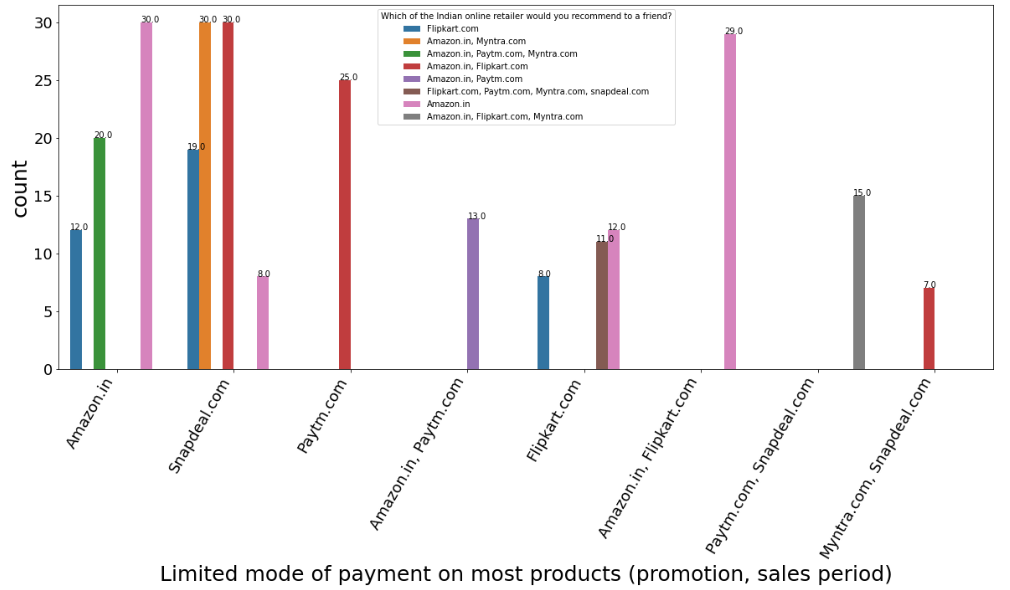 Which of the Indian online retailer would you recommend to a friend?
Flipkart.com
Amazon.in, Myntra.com
Amazon.in, Paytm.com, Myntra.com
Amazon.in, Flipkart.com
Amazon.in, Paytm.com
Flipkart.com, Paytm.com, Myntra.com, snapdeal.com
Amazon.in
Amazon.in, Flipkart.com, Myntra.com
count
30
25
20
15
10
5
0
12.0
20.0
30.0
19.0
30.0
30.0
8.0
25.0
13.0
8.0
11.0
12.0
29.0
15.0
7.0
Amazon.in
Snapdeal.com
Paytm.com
Amazon.in, Paytm.com
Flipkart.com
Amazon.in, Flipkart.com
Paytm.com, Snapdeal.com
Myntra.com, Snapdeal.com
Limited mode of payment on most products (promotion, sales period)